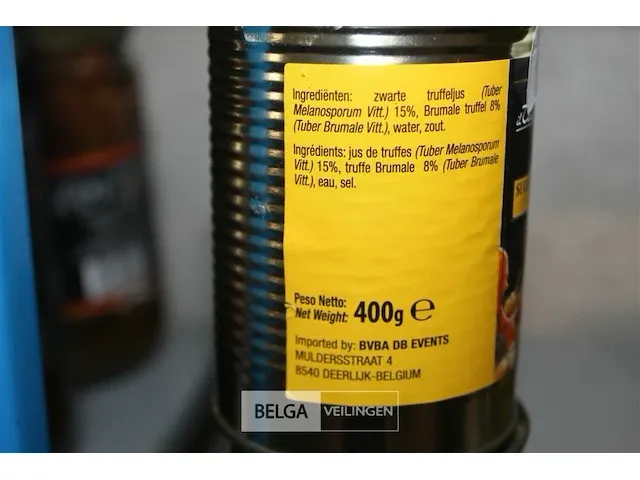 Ingrediënten: zwarte truffeljus (Tuber
Melanosporum Vitt.) 15%, Brumale truffel 8%
(Tuber Brumale Vitt.), water, zout.
Ingrédients: jus de truffes (Tuber Melanosporum
Vitt.) 15%, truffe Brumale 8% (Tuber Brumale
Vitt.), eau, sel.
Peso Netto:
Net Weight: 400g ℮
Imported by: BVBA DB EVENTS
MULDERSSTRAAT 4
8540 DEERLIJK-BELGIUM
BELGA VEILINGEN